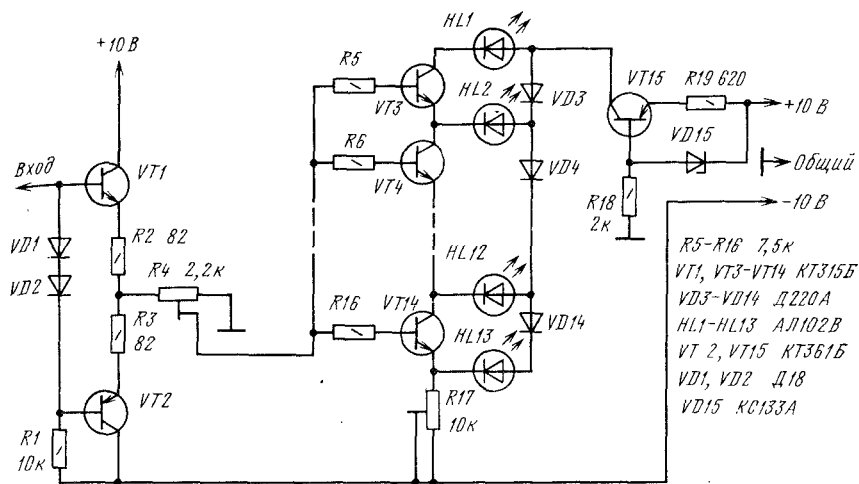 +10 В
Вход
VT1
VD1
VD2
R2 82
R4 2,2к
R3
82
VT2
R1
10к
R5
VT3
R6
VT4
R16
VT14
HL1
HL2
HL12
HL13
VD3
VD4
VD14
R17
10к
VT15
R19 620
+10 В
VD15
Общий
R18
2к
-10 В
R5-R16 7,5к
VT1, VT3-VT14 КТ315Б
VD3-VD14 Д220А
HL1-HL13 АЛ102В
VT 2, VT15 КТ361Б
VD1, VD2 Д18
VD15 КС133А